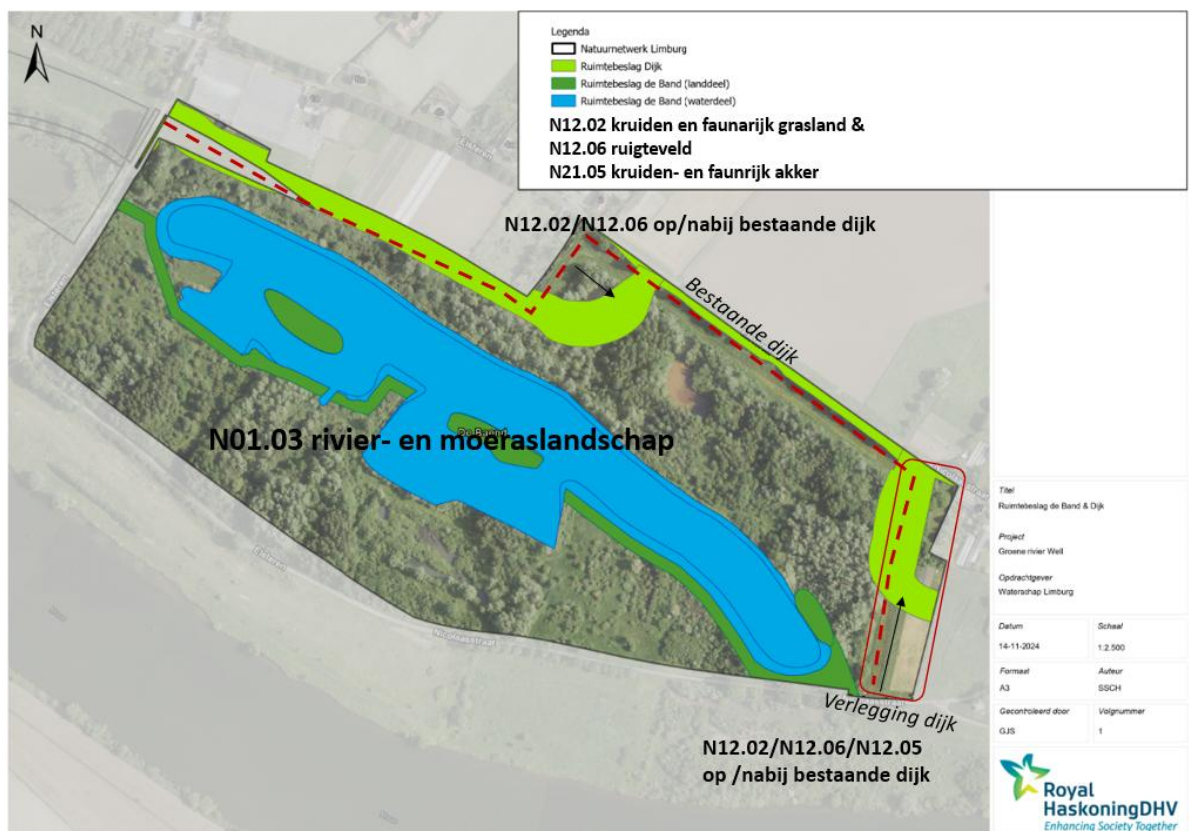 N
Legenda
Natuurnetwerk Limburg
Ruimtebeslag Dijk
Ruimtebeslag de Band (landdeel)
Ruimtebeslag de Band (waterdeel)
N12.02 kruiden en faunarijk grasland &
N12.06 ruigteveld
N21.05 kruiden- en faunrijk akker
Elsteren
N12.02/N12.06 op/nabij bestaande dijk
Bestaande dijk
N01.03 rivier- en moeraslandschap
Elsteren
Elsteren
Nicolaasstraat
Verlegging dijk
N12.02/N12.06/N12.05
op /nabij bestaande dijk
Titel
Ruimtebeslag de Band & Dijk
Project
Groene rivier Well
Opdrachtgever
Waterschap Limburg
Datum
Schaal
14-11-2024
1:2.500
Formaat
Auteur
A3
SSCH
Gecontroleerd door
Volgnummer
GJS
1
Royal
HaskoningDHV
Enhancing Society Together